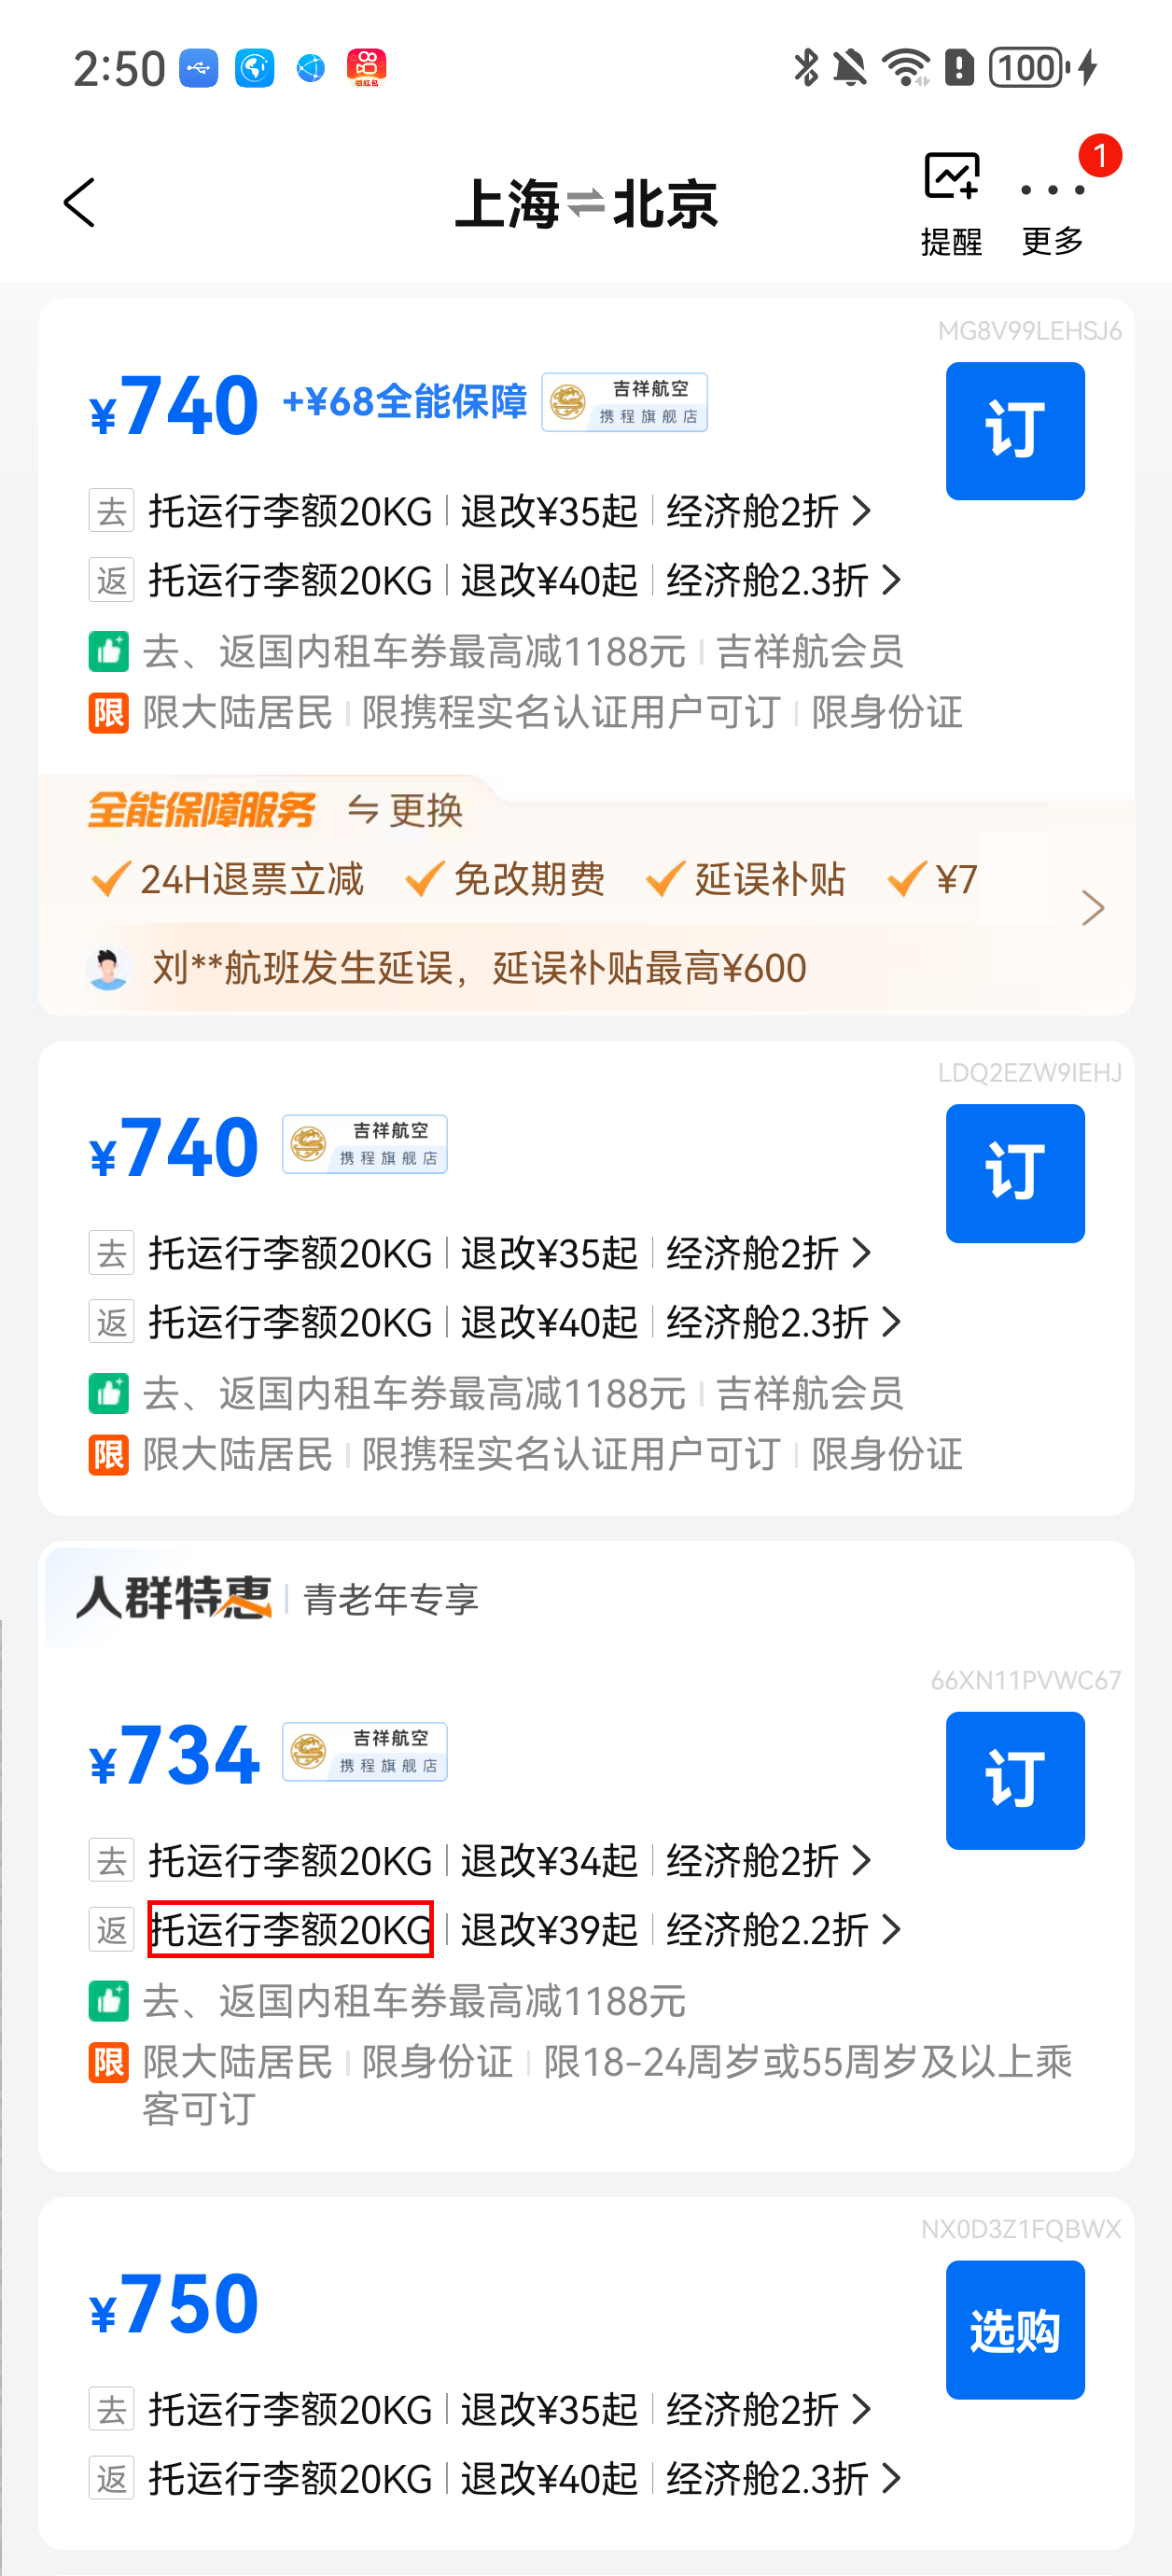 2:50
领红包
100
上海⇌北京
提醒
更多
1
MG8V99LEHSJ6
¥740 +¥68全能保障 吉祥航空
携程旗舰店
订
去 托运行李额20KG 退改¥35起 经济舱2折
返 托运行李额20KG 退改¥40起 经济舱2.3折
去、返国内租车券最高减1188元 吉祥航会员
限 限大陆居民 限携程实名认证用户可订 限身份证
全能保障服务 ⇋更换
24H退票立减 免改期费 延误补贴 ¥7
刘**航班发生延误，延误补贴最高¥600
LDQ2EZW9IEHJ
¥740 吉祥航空
携程旗舰店
订
去 托运行李额20KG 退改¥35起 经济舱2折
返 托运行李额20KG 退改¥40起 经济舱2.3折
去、返国内租车券最高减1188元 吉祥航会员
限 限大陆居民 限携程实名认证用户可订 限身份证
人群特惠 青老年专享
66XN11PVWC67
¥734 吉祥航空
携程旗舰店
订
去 托运行李额20KG 退改¥34起 经济舱2折
返 托运行李额20KG 退改¥39起 经济舱2.2折
去、返国内租车券最高减1188元
限 限大陆居民 限身份证 限18-24周岁或55周岁及以上乘
客可订
NX0D3Z1FQBWX
¥750
选购
去 托运行李额20KG 退改¥35起 经济舱2折
返 托运行李额20KG 退改¥40起 经济舱2.3折